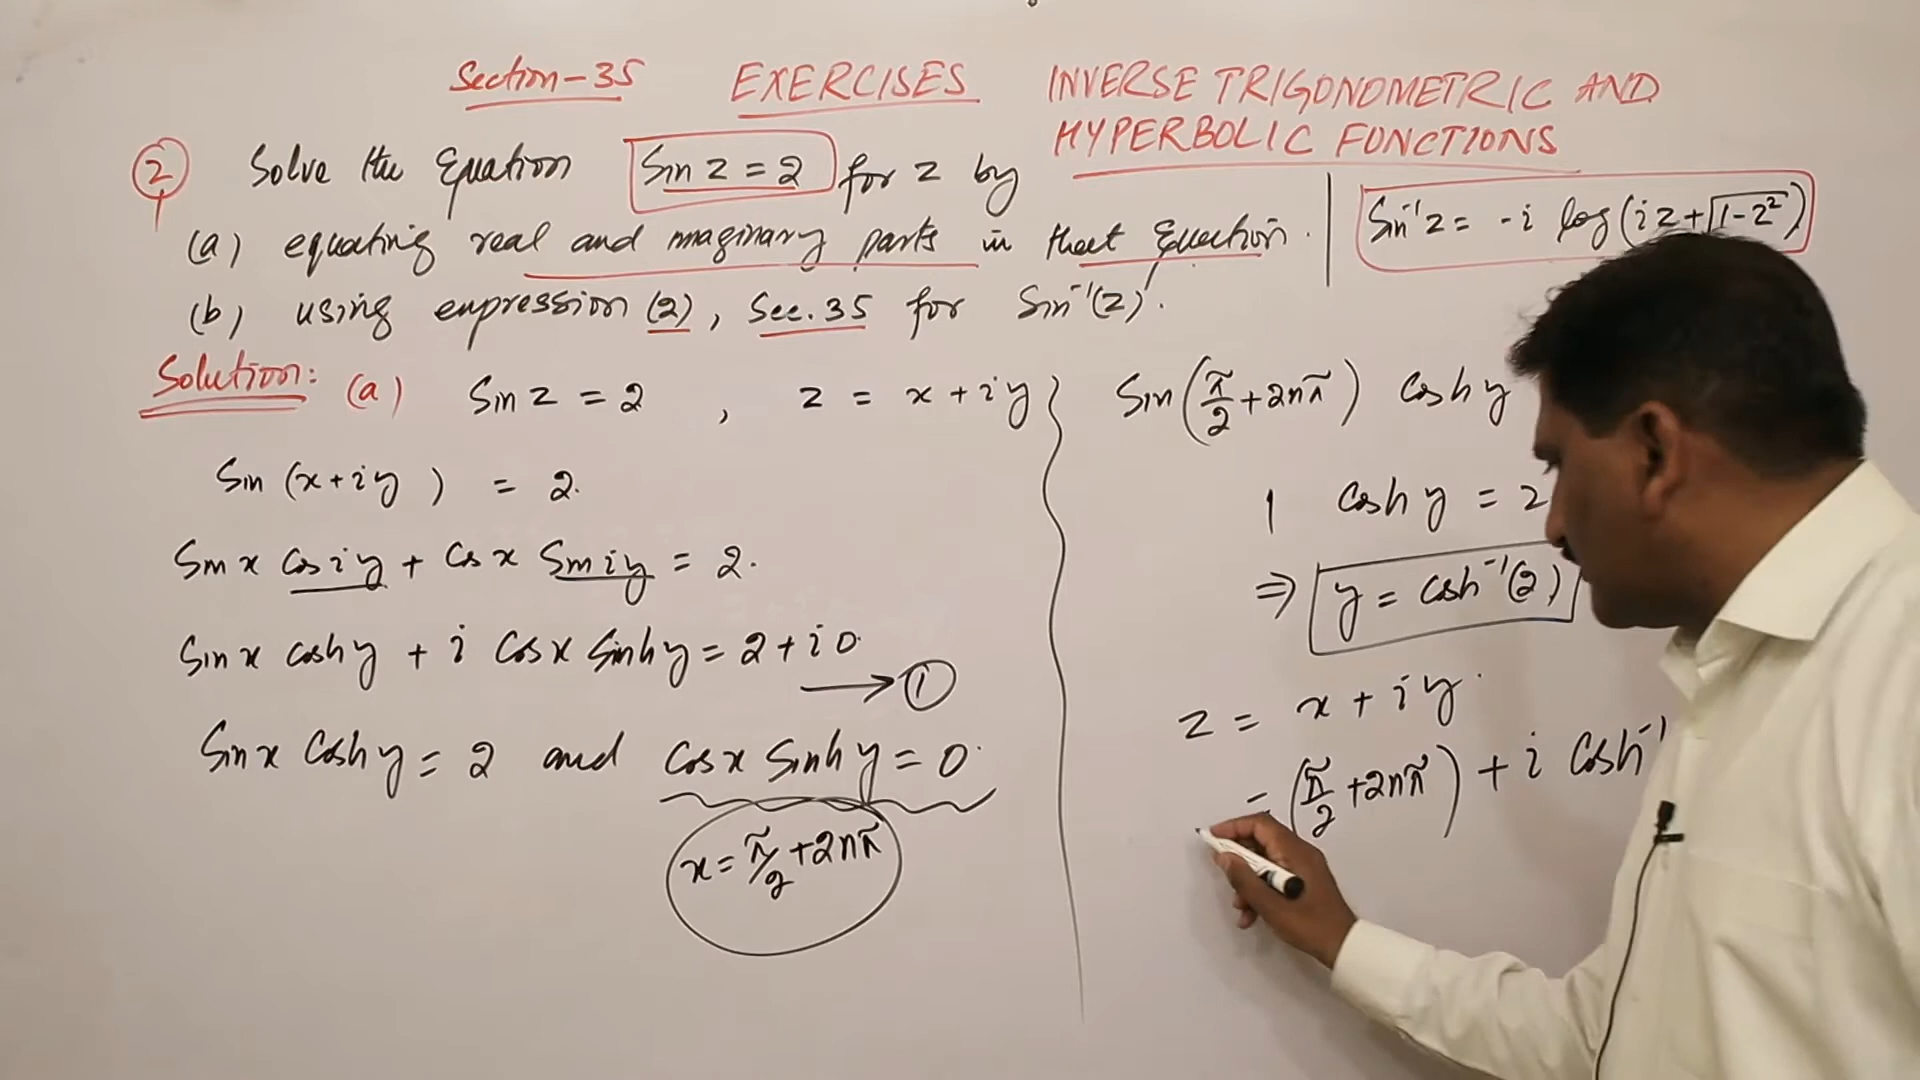 Section-35 EXERCISES INVERSE TRIGONOMETRIC AND
HYPERBOLIC FUNCTIONS
② Solve the Equation Sin z = 2 for z by
(a) equating real and imaginary parts in that Equation.
Sin⁻¹z = -i log(iz+√1-z²)
(b) using expression (2), Sec.35 for Sin⁻¹(z).
Solution: (a) Sin z = 2 , z = x + iy
Sin (x+iy) = 2.
Sin x Cos iy + Cos x Sin iy = 2.
Sin x Cosh y + i Cos x Sinh y = 2 + i 0.
→ ①
Sin x Cosh y = 2 and Cos x Sinh y = 0.
x = π/2 + 2nπ
Sin(π/2 + 2nπ) Cosh y
1 Cosh y = 2
⇒ y = Cosh⁻¹(2)
z = x + iy.
= (π/2 + 2nπ) + i Cosh⁻¹